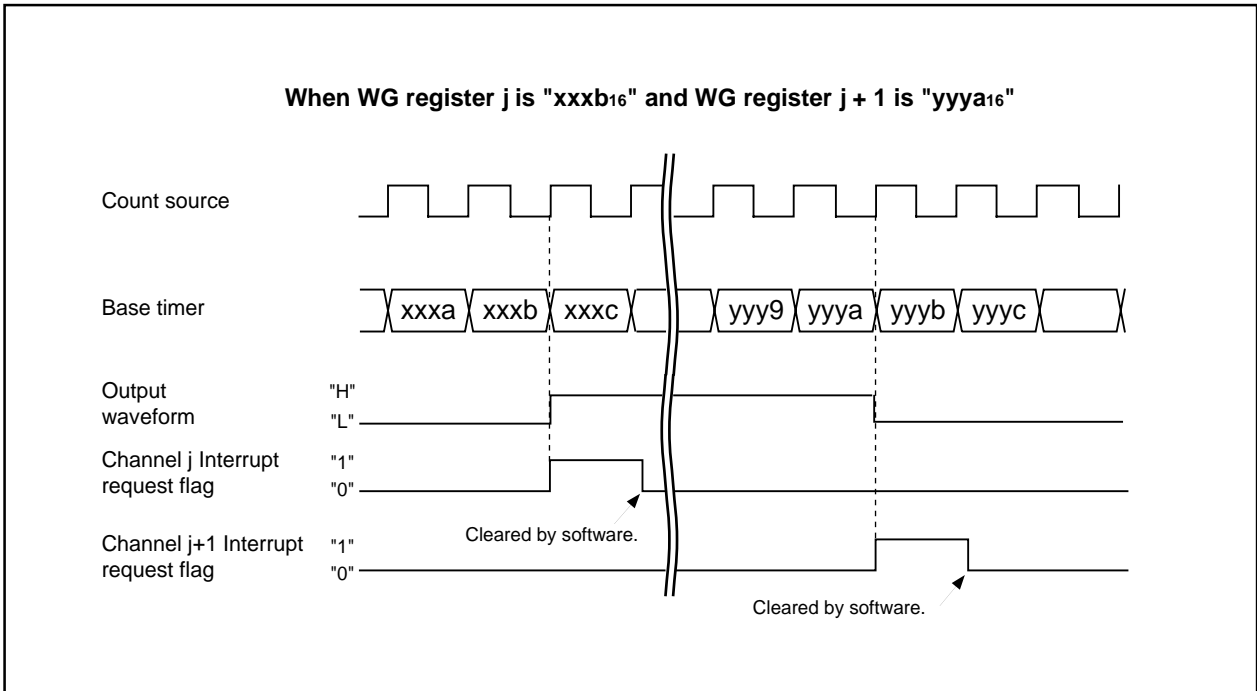 When WG register j is "xxxb16" and WG register j + 1 is "yyya16"
Count source
Base timer
xxxa xxxb xxxc yyy9 yyya yyyb yyyc
Output
waveform
"H"
"L"
Channel j Interrupt
request flag
"1"
"0"
Cleared by software.
Channel j+1 Interrupt
request flag
"1"
"0"
Cleared by software.